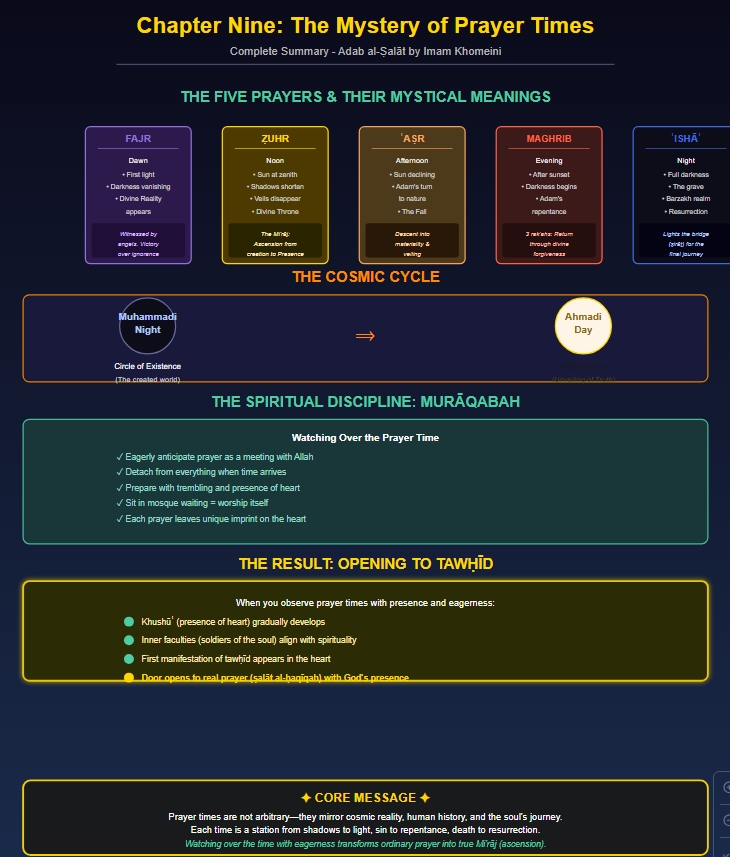 Chapter Nine: The Mystery of Prayer Times
Complete Summary - Adab al-Ṣalāt by Imam Khomeini
THE FIVE PRAYERS & THEIR MYSTICAL MEANINGS
FAJR
Dawn
• First light
• Darkness vanishing
• Divine Reality
appears
Witnessed by
angels. Victory
over ignorance
ẒUHR
Noon
• Sun at zenith
• Shadows shorten
• Veils disappear
• Divine Throne
The Mi'rāj:
Ascension from
creation to Presence
ʿAṢR
Afternoon
• Sun declining
• Adam's turn
to nature
• The Fall
Descent into
materiality &
veiling
MAGHRIB
Evening
• After sunset
• Darkness begins
• Adam's
repentance
3 rak'ahs: Return
through divine
forgiveness
ʿISHĀʾ
Night
• Full darkness
• The grave
• Barzakh realm
• Resurrection
Lights the bridge
(ṣirāṭ) for the
final journey
THE COSMIC CYCLE
Muhammadi
Night
Circle of Existence
(The created world)
⇒
Ahmadi
Day
(Unveiling of Truth)
THE SPIRITUAL DISCIPLINE: MURĀQABAH
Watching Over the Prayer Time
✓ Eagerly anticipate prayer as a meeting with Allah
✓ Detach from everything when time arrives
✓ Prepare with trembling and presence of heart
✓ Sit in mosque waiting = worship itself
✓ Each prayer leaves unique imprint on the heart
THE RESULT: OPENING TO TAWḤĪD
When you observe prayer times with presence and eagerness:
Khushūʿ (presence of heart) gradually develops
Inner faculties (soldiers of the soul) align with spirituality
First manifestation of tawḥīd appears in the heart
Door opens to real prayer (ṣalāt al-ḥaqīqah) with God's presence
✦ CORE MESSAGE ✦
Prayer times are not arbitrary—they mirror cosmic reality, human history, and the soul's journey.
Each time is a station from shadows to light, sin to repentance, death to resurrection.
Watching over the time with eagerness transforms ordinary prayer into true Mi'rāj (ascension).